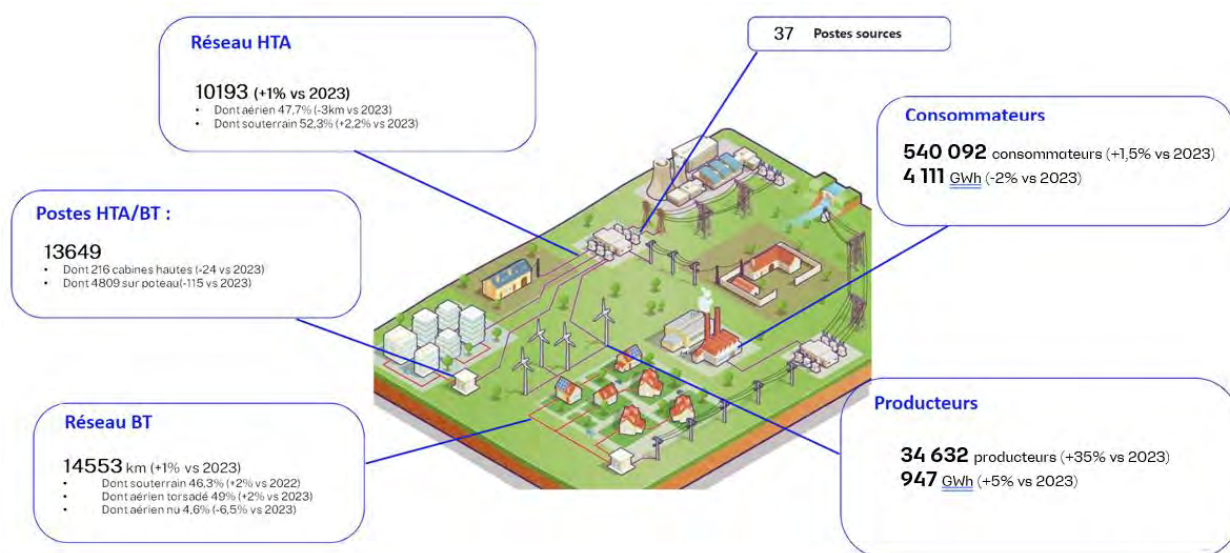 37 Postes sources
Réseau HTA
10193 (+1% vs 2023)
• Dont aérien 47,7% (-3km vs 2023)
• Dont souterrain 52,3% (+2,2% vs 2023)
Consommateurs
540 092 consommateurs (+1,5% vs 2023)
4 111 GWh (-2% vs 2023)
Postes HTA/BT :
13649
• Dont 216 cabines hautes (-24 vs 2023)
• Dont 4809 sur poteau(-115 vs 2023)
Réseau BT
14553 km (+1% vs 2023)
• Dont souterrain 46,3% (+2% vs 2022)
• Dont aérien torsadé 49% (+2% vs 2023)
• Dont aérien nu 4,6% (-6,5% vs 2023)
Producteurs
34 632 producteurs (+35% vs 2023)
947 GWh (+5% vs 2023)